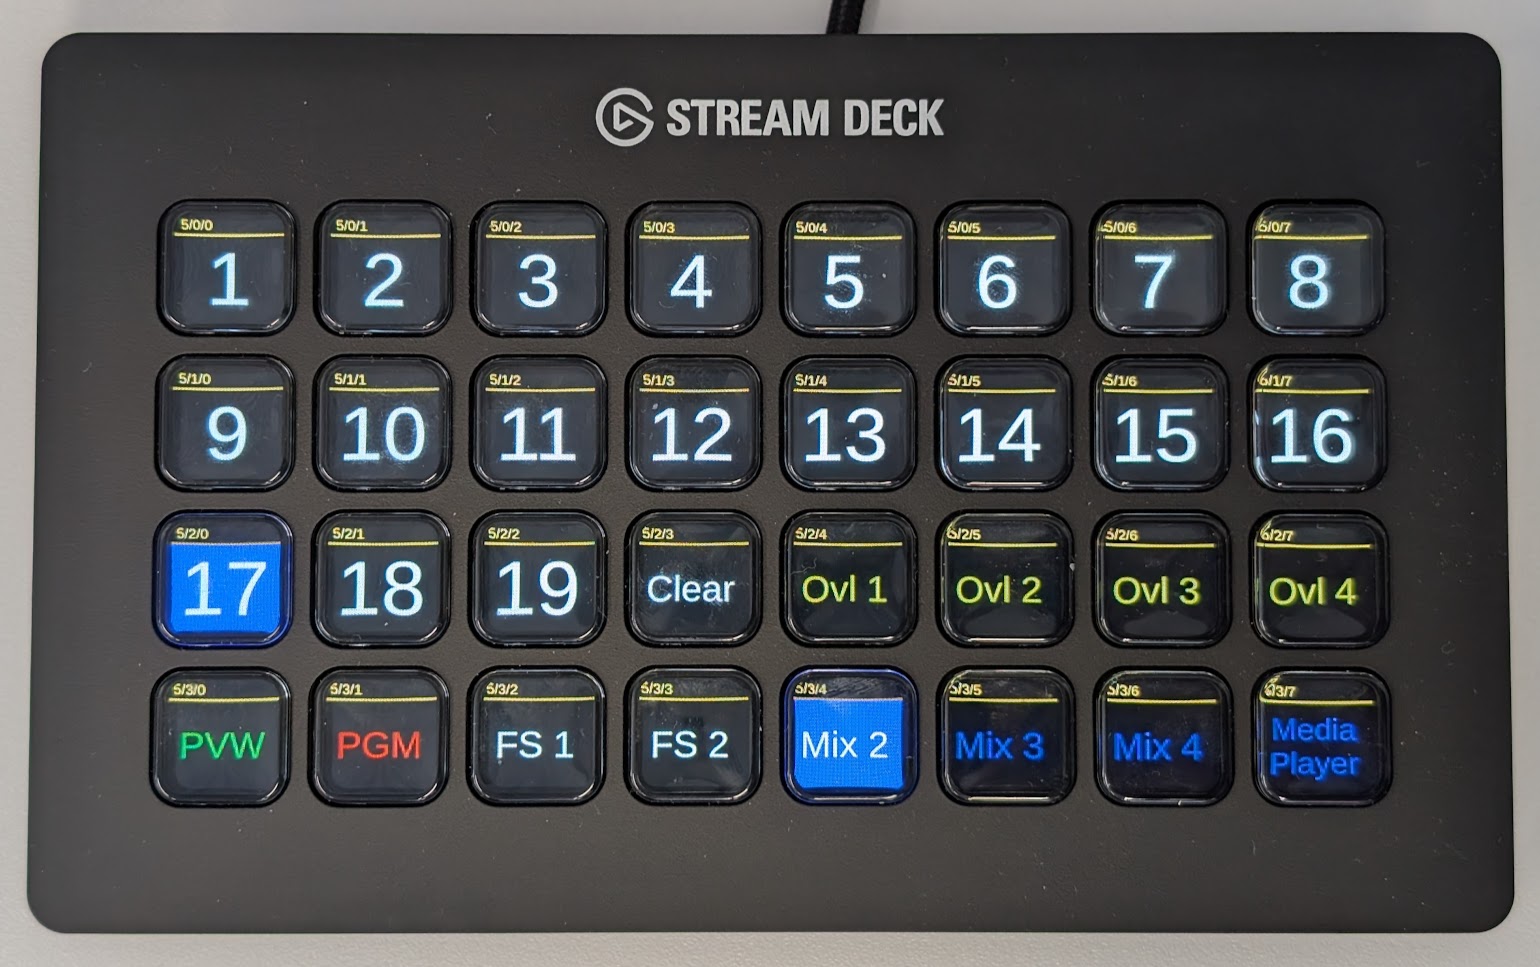 STREAM DECK
5/0/0 5/0/1 5/0/2 5/0/3 5/0/4 5/0/5 5/0/6 5/0/7
1 2 3 4 5 6 7 8
5/1/0 5/1/1 5/1/2 5/1/3 5/1/4 5/1/5 5/1/6 5/1/7
9 10 11 12 13 14 15 16
5/2/0 5/2/1 5/2/2 5/2/3 5/2/4 5/2/5 5/2/6 5/2/7
17 18 19 Clear Ovl 1 Ovl 2 Ovl 3 Ovl 4
5/3/0 5/3/1 5/3/2 5/3/3 5/3/4 5/3/5 5/3/6 5/3/7
PVW PGM FS 1 FS 2 Mix 2 Mix 3 Mix 4 Media
Player